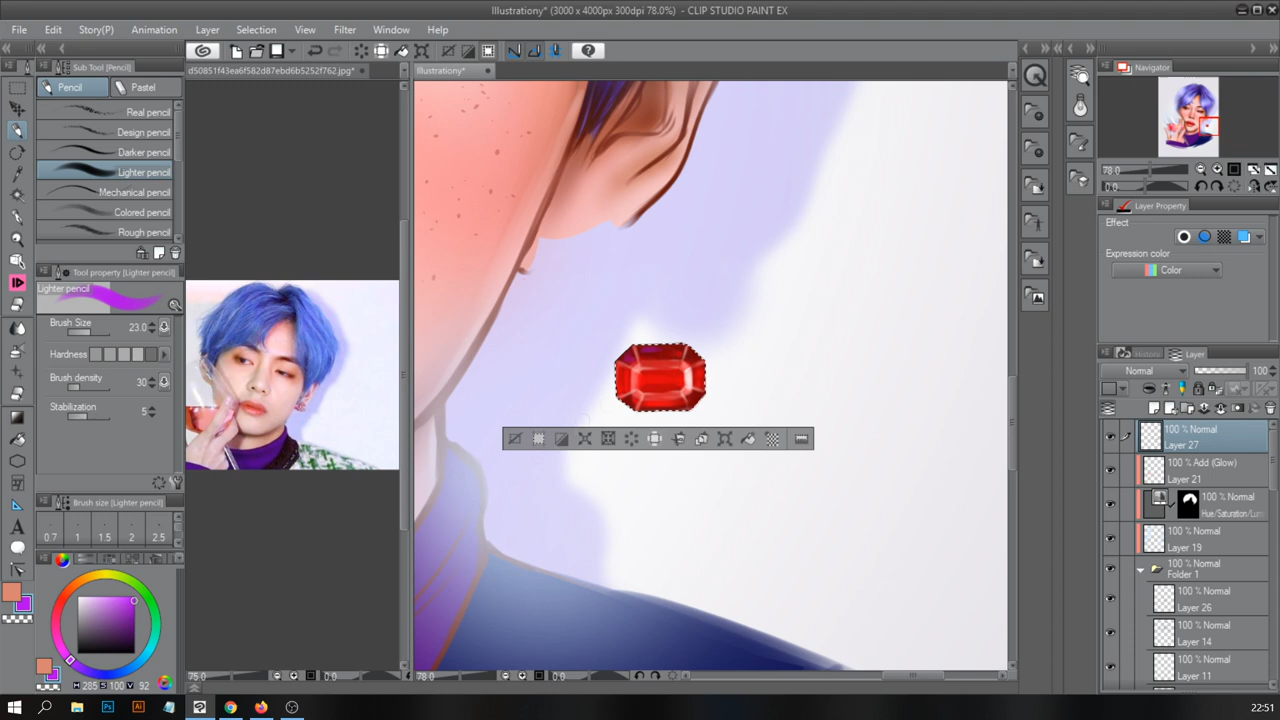 Illustrationy* (3000 x 4000px 300dpi 78.0%) - CLIP STUDIO PAINT EX
File Edit Story(P) Animation Layer Selection View Filter Window Help
Sub Tool [Pencil]
d50851f43ea6f582d87ebd6b5252f762.jpg*
Illustrationy*
Navigator
Pencil Pastel
Real pencil
Design pencil
Darker pencil
Lighter pencil
Mechanical pencil
Colored pencil
Rough pencil
78.0
0.0
Layer Property
Effect
Expression color
Color
Tool property [Lighter pencil]
Lighter pencil
Brush Size 23.0
Hardness
Brush density 30
Stabilization 5
History Layer
Normal 100
100 % Normal
Layer 27
100 % Add (Glow)
Layer 21
100 % Normal
Hue/Saturation/Lumi
100 % Normal
Layer 19
100 % Normal
Folder 1
100 % Normal
Layer 26
100 % Normal
Layer 14
100 % Normal
Layer 11
Brush size [Lighter pencil]
0.7 1 1.5 2 2.5
H 285 S 100 V 92
75.0 0.0
78.0 0.0
22:51